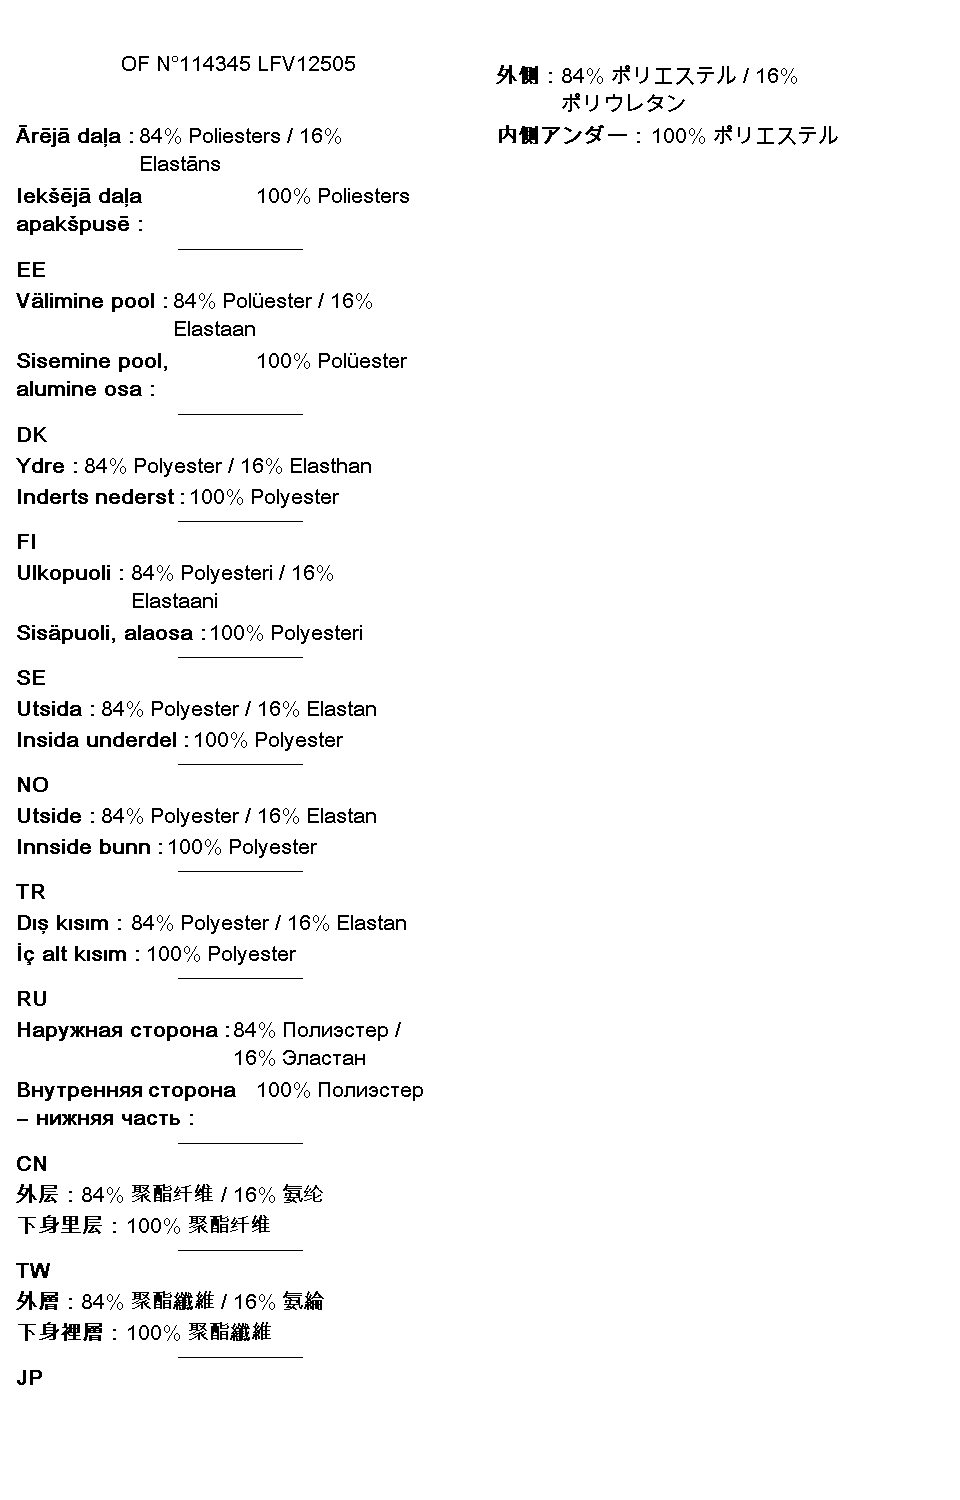 OF N°114345 LFV12505
Ārējā daļa : 84% Poliesters / 16%
Elastāns
Iekšējā daļa 100% Poliesters
apakšpusē :
EE
Välimine pool : 84% Polüester / 16%
Elastaan
Sisemine pool, 100% Polüester
alumine osa :
DK
Ydre : 84% Polyester / 16% Elasthan
Inderts nederst : 100% Polyester
FI
Ulkopuoli : 84% Polyesteri / 16%
Elastaani
Sisäpuoli, alaosa : 100% Polyesteri
SE
Utsida : 84% Polyester / 16% Elastan
Insida underdel : 100% Polyester
NO
Utside : 84% Polyester / 16% Elastan
Innside bunn : 100% Polyester
TR
Dış kısım : 84% Polyester / 16% Elastan
İç alt kısım : 100% Polyester
RU
Наружная сторона : 84% Полиэстер /
16% Эластан
Внутренняя сторона 100% Полиэстер
– нижняя часть :
CN
外层 : 84% 聚酯纤维 / 16% 氨纶
下身里层 : 100% 聚酯纤维
TW
外層 : 84% 聚酯纖維 / 16% 氨綸
下身裡層 : 100% 聚酯纖維
JP
外側 : 84% ポリエステル / 16%
ポリウレタン
内側アンダー : 100% ポリエステル